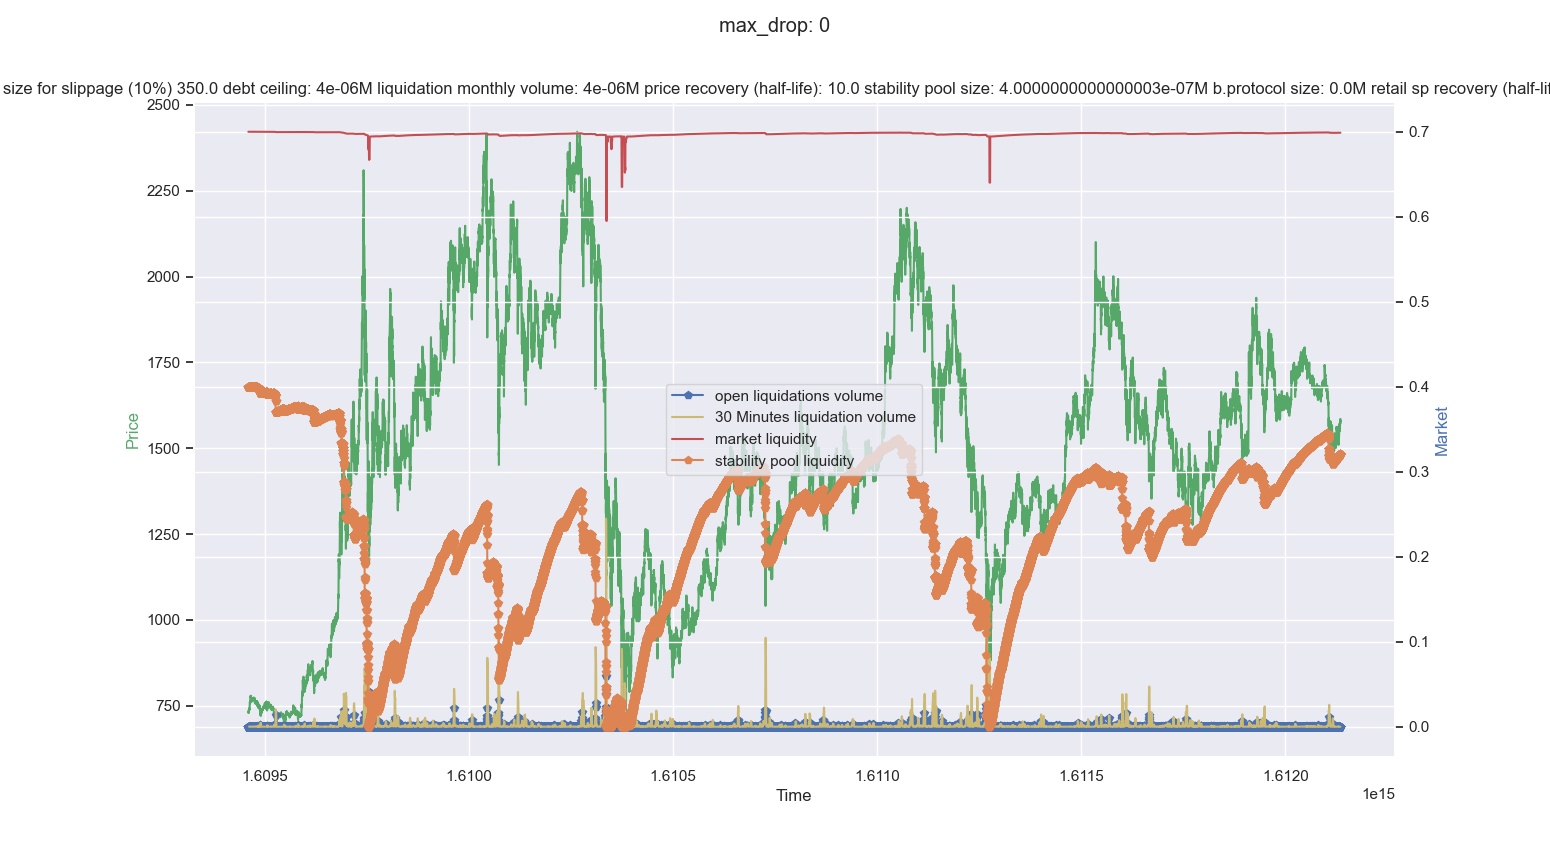 max_drop: 0
size for slippage (10%) 350.0 debt ceiling: 4e-06M liquidation monthly volume: 4e-06M price recovery (half-life): 10.0 stability pool size: 4.0000000000000003e-07M b.protocol size: 0.0M retail sp recovery (half-lif
2500
2250
2000
1750
1500
1250
1000
750
Price
0.7
0.6
0.5
0.4
0.3
0.2
0.1
0.0
Market
open liquidations volume
30 Minutes liquidation volume
market liquidity
stability pool liquidity
1.6095 1.6100 1.6105 1.6110 1.6115 1.6120
Time
1e15